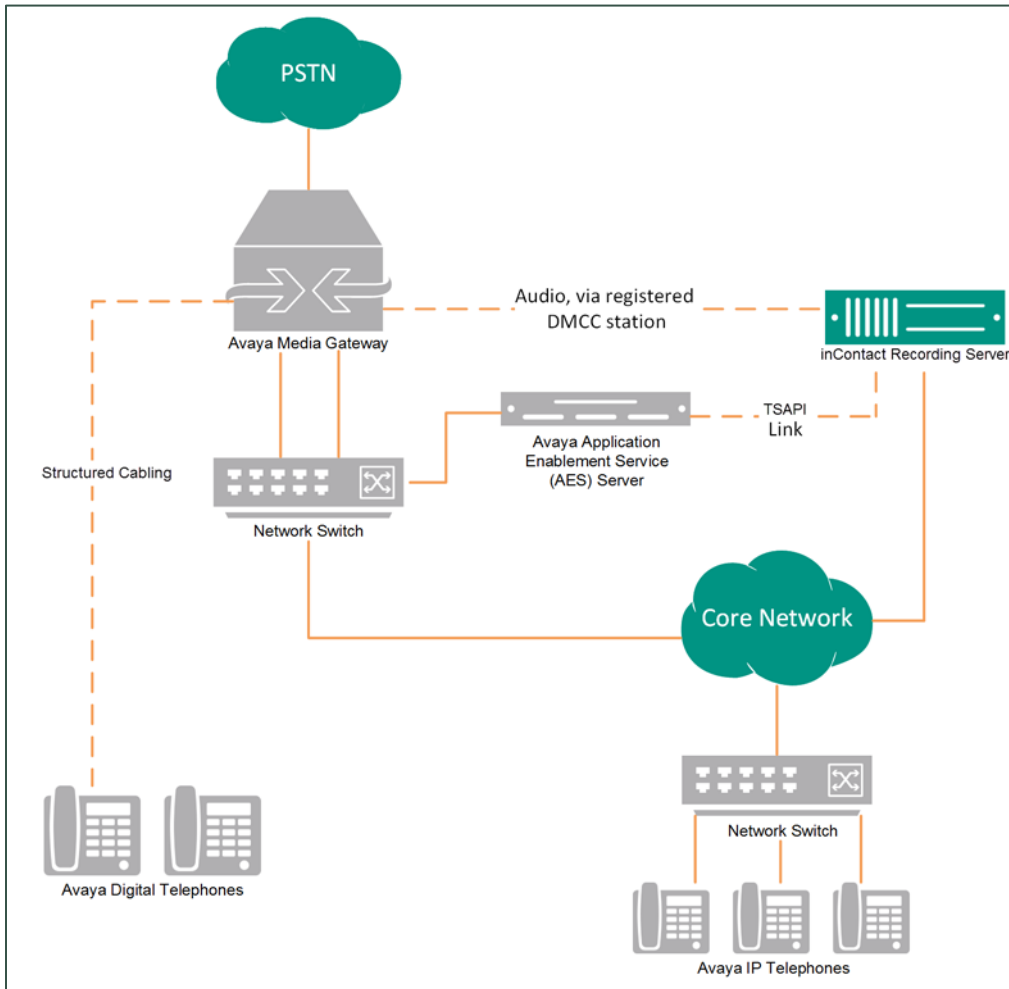 PSTN
Avaya Media Gateway
Audio, via registered
DMCC station
inContact Recording Server
TSAPI
Link
Avaya Application
Enablement Service
(AES) Server
Structured Cabling
Network Switch
Core Network
Network Switch
Avaya Digital Telephones
Avaya IP Telephones